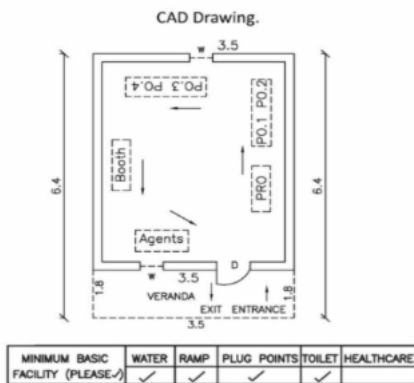 CAD Drawing.
W 3.5
PO.4 PO.3
PO.1 PO.2
6.4
6.4
Booth
PRO
Agents
W 3.5 D
1.8 VERANDA 1.8
EXIT ENTRANCE
3.5
MINIMUM BASIC WATER RAMP PLUG POINTS TOILET HEALTHCARE
FACILITY (PLEASE✓) ✓ ✓ ✓ ✓